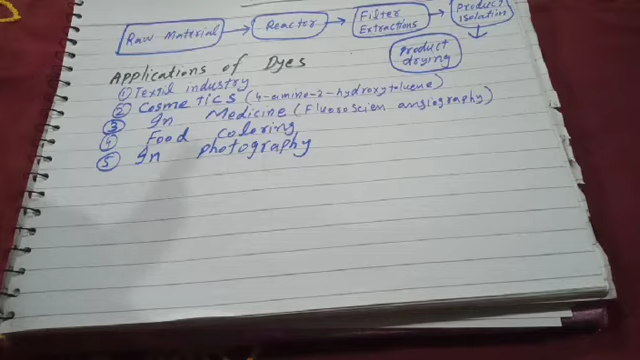 Raw Material
Reactor
Filter
Extractions
Product
isolation
Product
drying
Applications of Dyes
① Textil industry
② Cosmetics (4-amino-2-hydroxytoluene)
③ In Medicine (Fluoroscien angiography)
④ Food coloring
⑤ In photography